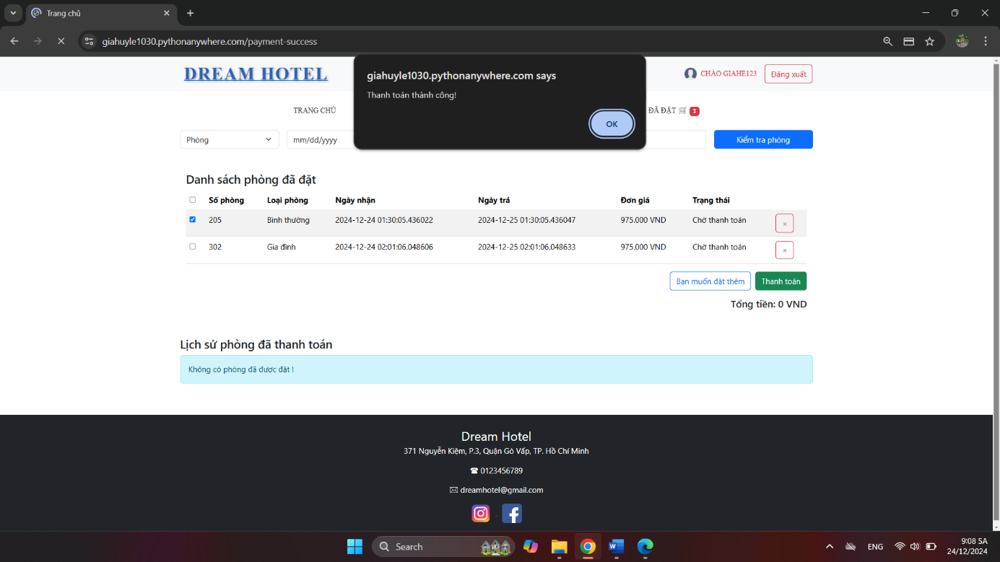 Trang chủ
giahuyle1030.pythonanywhere.com/payment-success
DREAM HOTEL
CHÀO GIAHE123
Đăng xuất
giahuyle1030.pythonanywhere.com says
Thanh toán thành công!
OK
TRANG CHỦ
ĐÃ ĐẶT 2
Phòng
mm/dd/yyyy
Kiểm tra phòng
Danh sách phòng đã đặt
Số phòng Loại phòng Ngày nhận Ngày trả Đơn giá Trạng thái
205 Bình thường 2024-12-24 01:30:05.436022 2024-12-25 01:30:05.436047 975.000 VND Chờ thanh toán ×
302 Gia đình 2024-12-24 02:01:06.048606 2024-12-25 02:01:06.048633 975.000 VND Chờ thanh toán ×
Bạn muốn đặt thêm Thanh toán
Tổng tiền: 0 VND
Lịch sử phòng đã thanh toán
Không có phòng đã được đặt !
Dream Hotel
371 Nguyễn Kiệm, P.3, Quận Gò Vấp, TP. Hồ Chí Minh
☎ 0123456789
✉ dreamhotel@gmail.com
Search
ENG
9:08 SA
24/12/2024